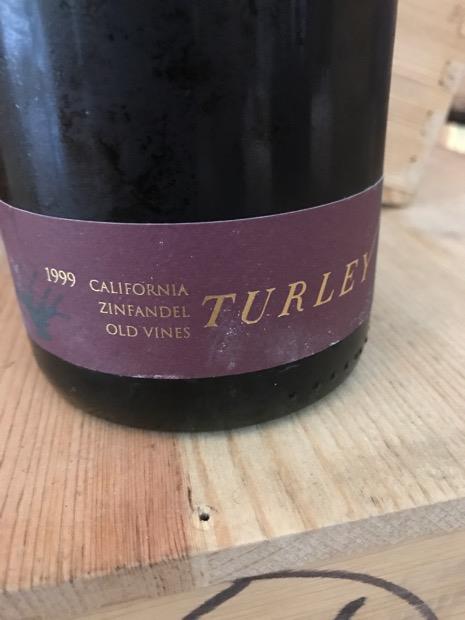 1999 CALIFORNIA
ZINFANDEL
OLD VINES
TURLEY